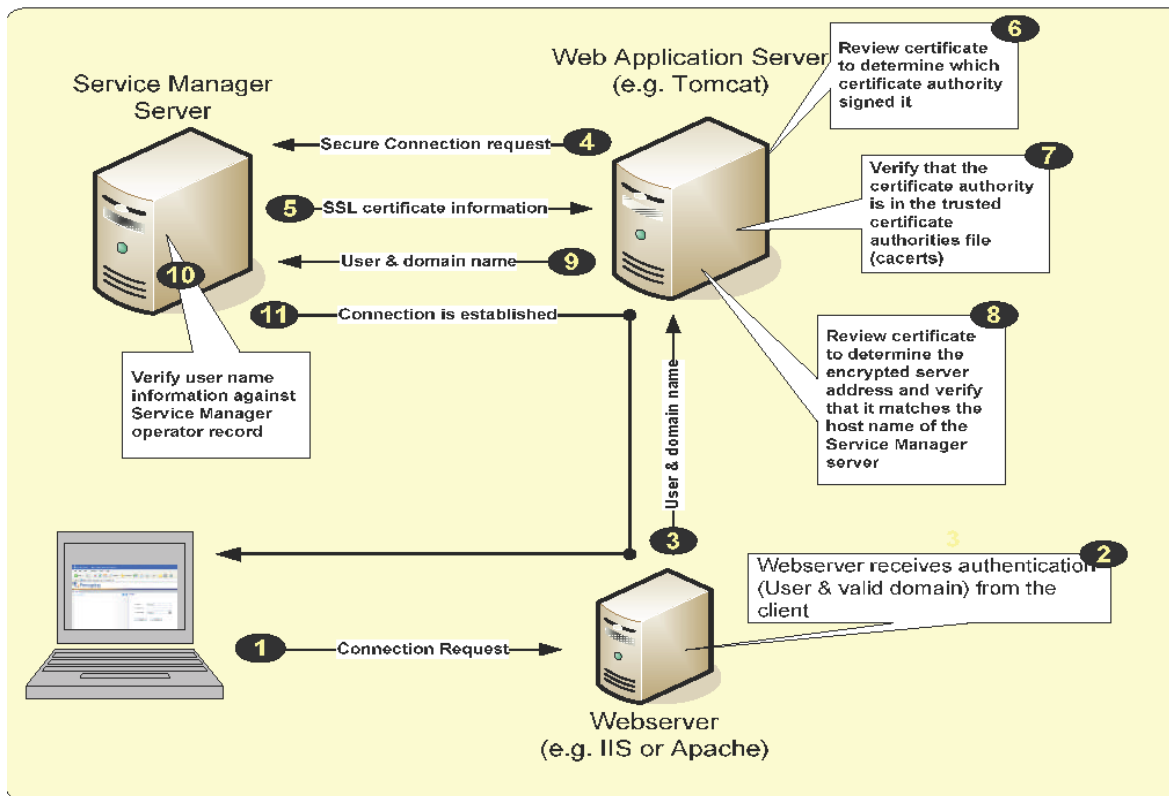 Service Manager
Server
Web Application Server
(e.g. Tomcat)
6
Review certificate
to determine which
certificate authority
signed it
Secure Connection request
4
7
Verify that the
certificate authority
is in the trusted
certificate
authorities file
(cacerts)
5
SSL certificate information
User & domain name
9
10
11
Connection is established
8
Review certificate
to determine the
encrypted server
address and verify
that it matches the
host name of the
Service Manager
server
Verify user name
information against
Service Manager
operator record
User & domain name
3
3
2
Webserver receives authentication
(User & valid domain) from the
client
1
Connection Request
Webserver
(e.g. IIS or Apache)